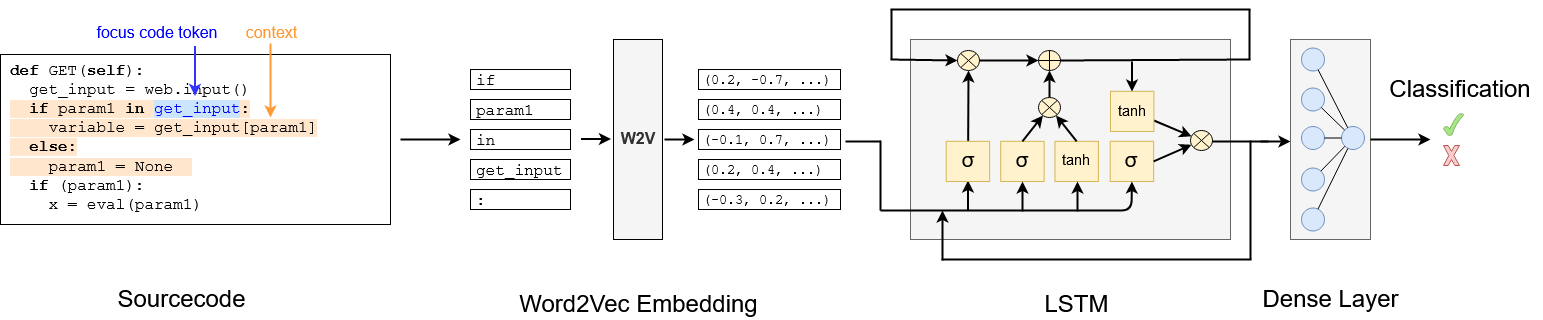 focus code token
context
def GET(self):
get_input = web.input()
if param1 in get_input:
variable = get_input[param1]
else:
param1 = None
if (param1):
x = eval(param1)
Sourcecode
if
param1
in
get_input
:
W2V
(0.2, -0.7, ...)
(0.4, 0.4, ...)
(-0.1, 0.7, ...)
(0.2, 0.4, ...)
(-0.3, 0.2, ...)
Word2Vec Embedding
tanh
σ
σ
tanh
σ
LSTM
Dense Layer
Classification